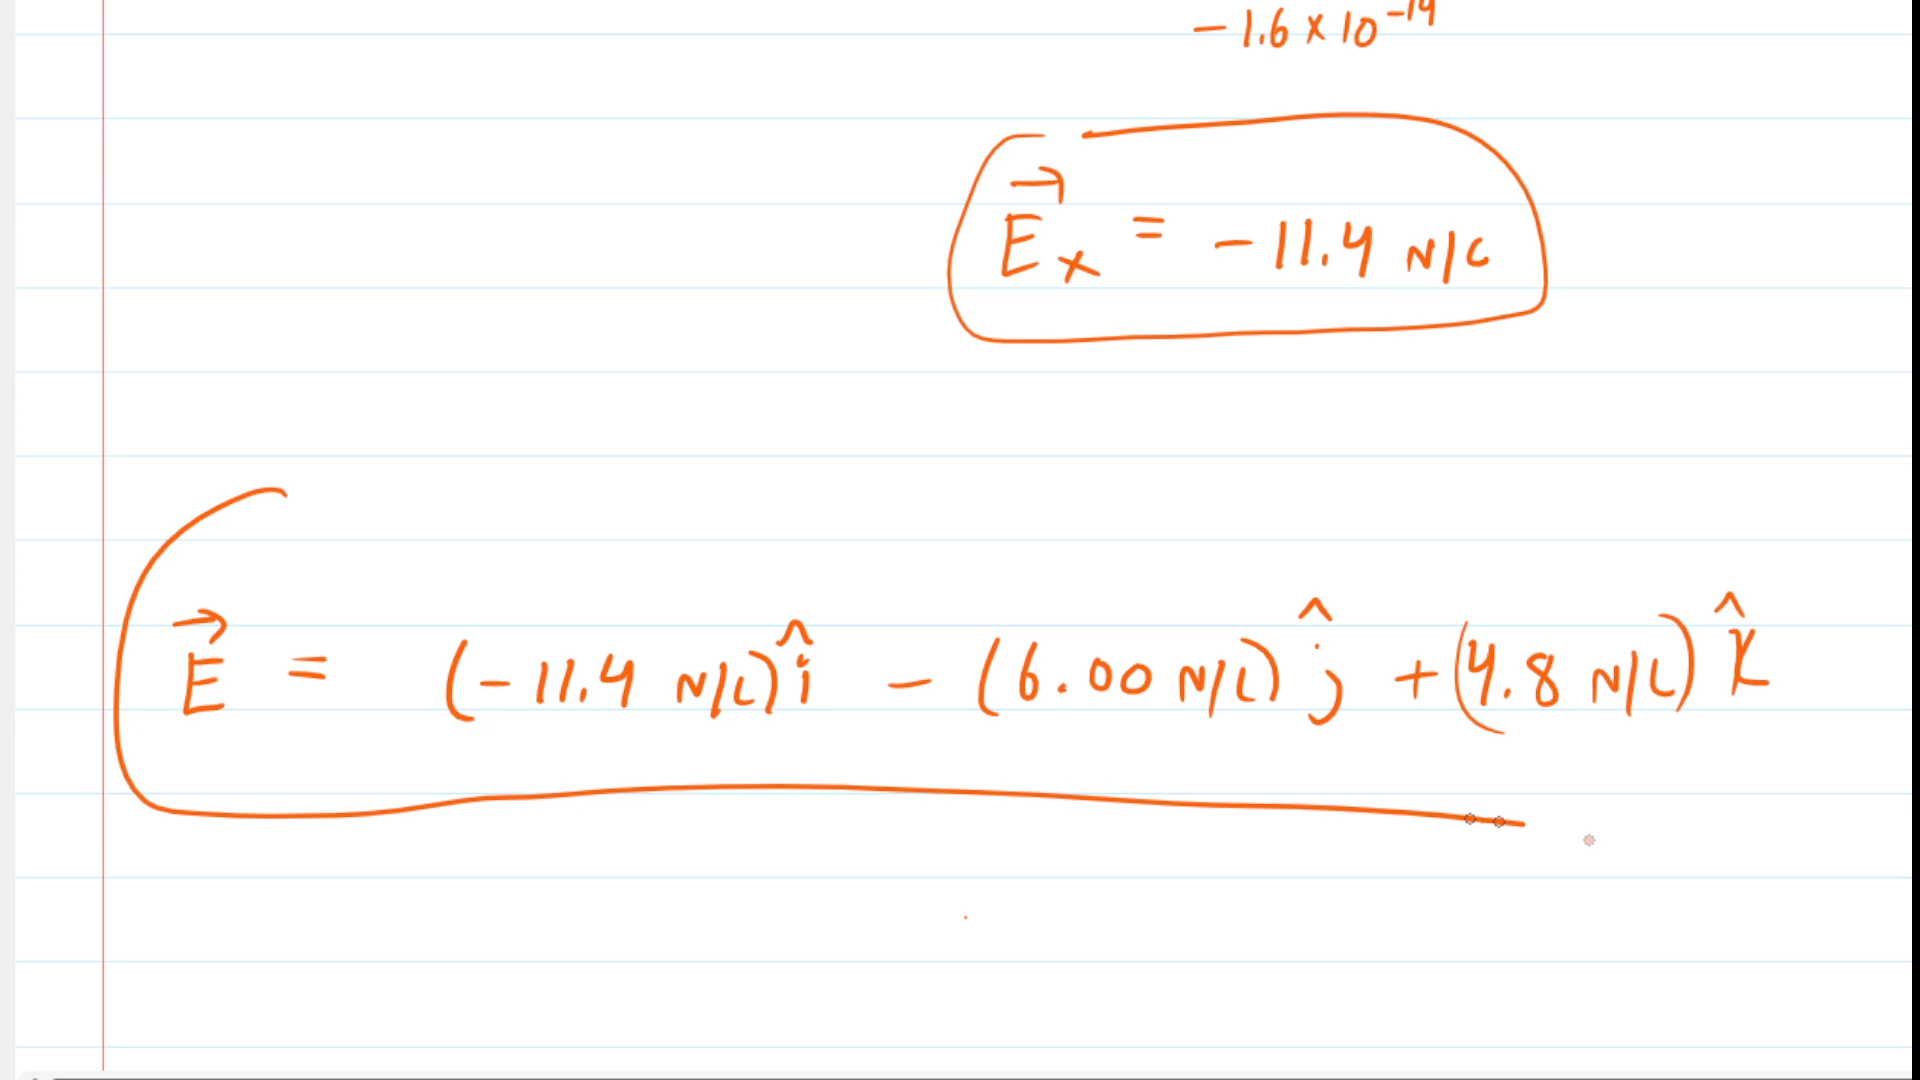 - 1.6 × 10⁻¹⁹
E⃗ₓ = - 11.4 N/C
E⃗ = (- 11.4 N/C) î - (6.00 N/C) ĵ + (4.8 N/C) k̂